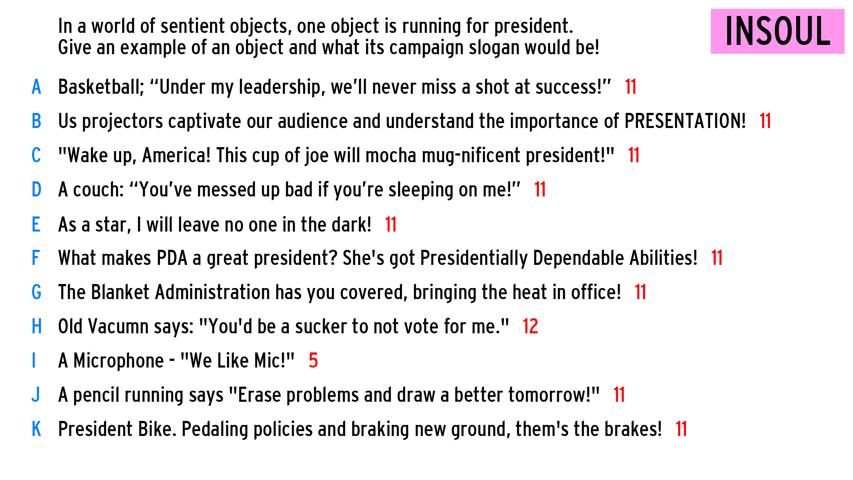 In a world of sentient objects, one object is running for president.
Give an example of an object and what its campaign slogan would be!
INSOUL
A Basketball; “Under my leadership, we’ll never miss a shot at success!” 11
B Us projectors captivate our audience and understand the importance of PRESENTATION! 11
C "Wake up, America! This cup of joe will mocha mug-nificent president!" 11
D A couch: “You’ve messed up bad if you’re sleeping on me!” 11
E As a star, I will leave no one in the dark! 11
F What makes PDA a great president? She's got Presidentially Dependable Abilities! 11
G The Blanket Administration has you covered, bringing the heat in office! 11
H Old Vacumn says: "You'd be a sucker to not vote for me." 12
I A Microphone - "We Like Mic!" 5
J A pencil running says "Erase problems and draw a better tomorrow!" 11
K President Bike. Pedaling policies and braking new ground, them's the brakes! 11